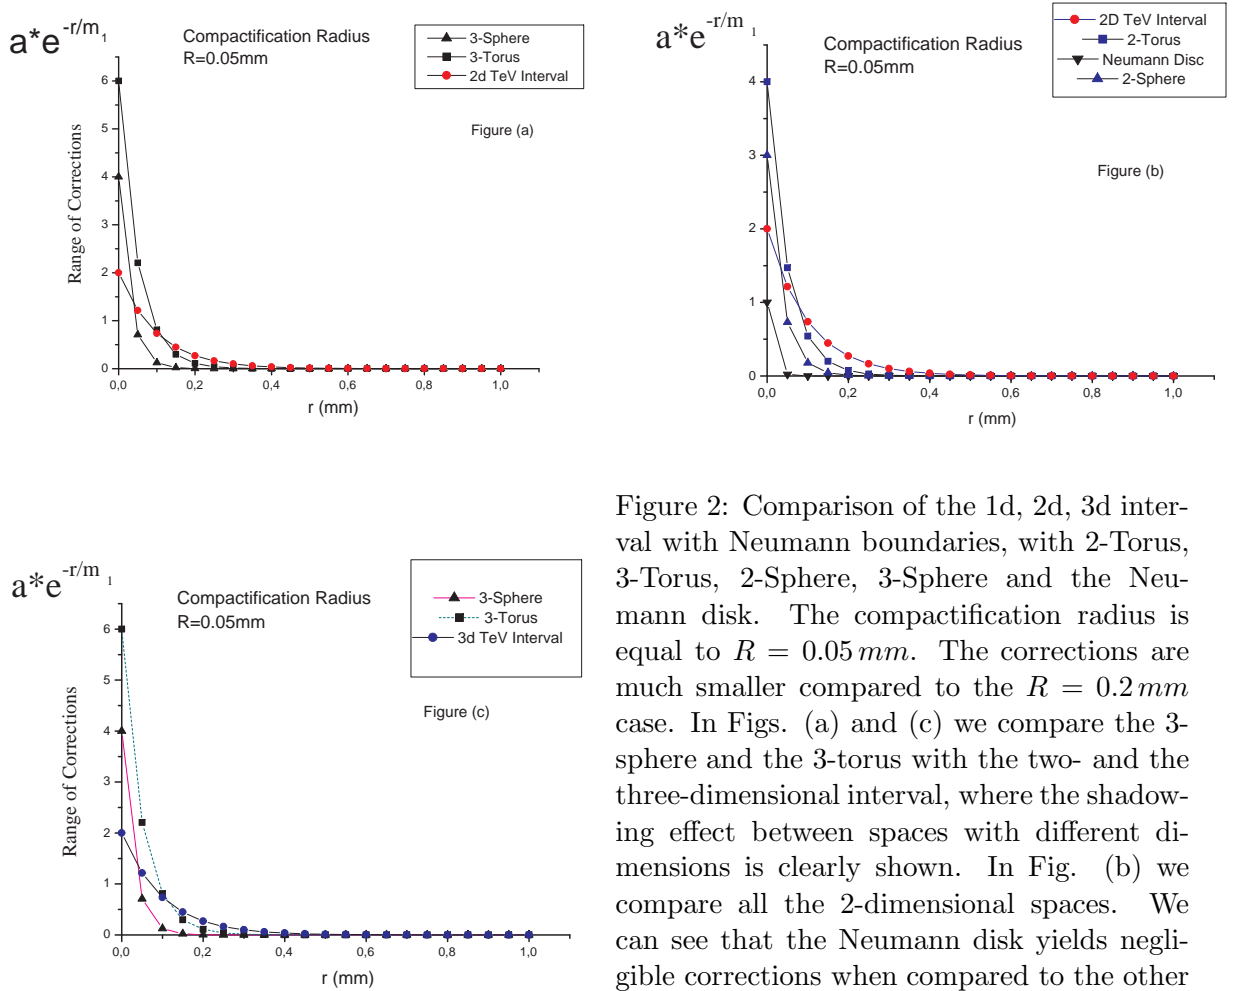 a*e^-r/m_1
Compactification Radius
R=0.05mm
3-Sphere
3-Torus
2d TeV Interval
Figure (a)
Range of Corrections
6
5
4
3
2
1
0
0,0 0,2 0,4 0,6 0,8 1,0
r (mm)
a*e^-r/m_1
Compactification Radius
R=0.05mm
2D TeV Interval
2-Torus
Neumann Disc
2-Sphere
Figure (b)
4
3
2
1
0
0,0 0,2 0,4 0,6 0,8 1,0
r (mm)
a*e^-r/m_1
Compactification Radius
R=0.05mm
3-Sphere
3-Torus
3d TeV Interval
Figure (c)
Range of Corrections
6
5
4
3
2
1
0
0,0 0,2 0,4 0,6 0,8 1,0
r (mm)
Figure 2: Comparison of the 1d, 2d, 3d inter-
val with Neumann boundaries, with 2-Torus,
3-Torus, 2-Sphere, 3-Sphere and the Neu-
mann disk. The compactification radius is
equal to R = 0.05 mm. The corrections are
much smaller compared to the R = 0.2 mm
case. In Figs. (a) and (c) we compare the 3-
sphere and the 3-torus with the two- and the
three-dimensional interval, where the shadow-
ing effect between spaces with different di-
mensions is clearly shown. In Fig. (b) we
compare all the 2-dimensional spaces. We
can see that the Neumann disk yields negli-
gible corrections when compared to the other